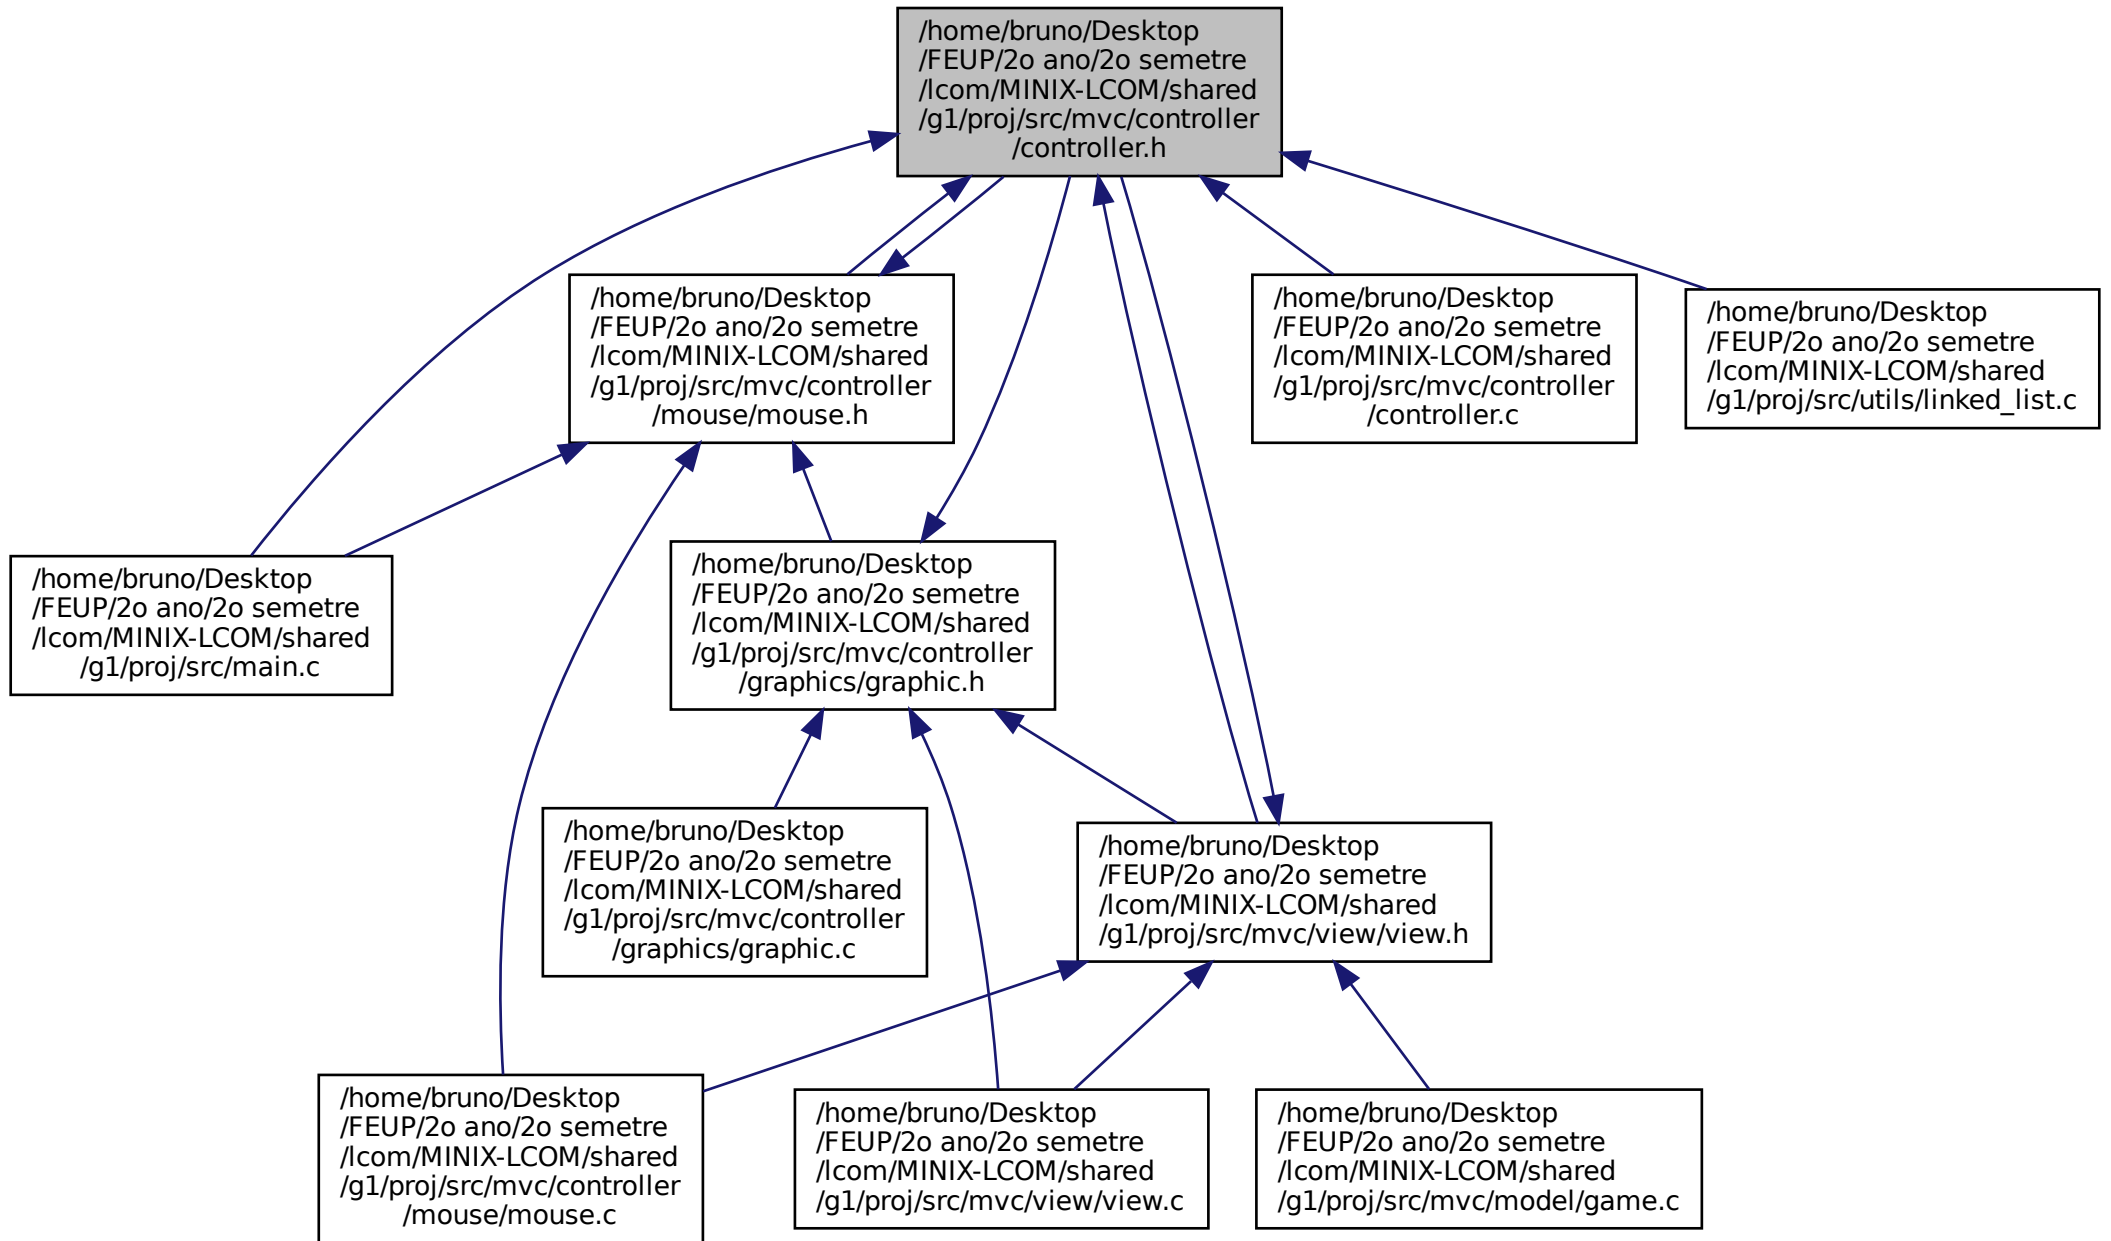 /home/bruno/Desktop
/FEUP/2o ano/2o semetre
/lcom/MINIX-LCOM/shared
/g1/proj/src/mvc/controller
/controller.h
/home/bruno/Desktop
/FEUP/2o ano/2o semetre
/lcom/MINIX-LCOM/shared
/g1/proj/src/mvc/controller
/mouse/mouse.h
/home/bruno/Desktop
/FEUP/2o ano/2o semetre
/lcom/MINIX-LCOM/shared
/g1/proj/src/mvc/controller
/controller.c
/home/bruno/Desktop
/FEUP/2o ano/2o semetre
/lcom/MINIX-LCOM/shared
/g1/proj/src/utils/linked_list.c
/home/bruno/Desktop
/FEUP/2o ano/2o semetre
/lcom/MINIX-LCOM/shared
/g1/proj/src/main.c
/home/bruno/Desktop
/FEUP/2o ano/2o semetre
/lcom/MINIX-LCOM/shared
/g1/proj/src/mvc/controller
/graphics/graphic.h
/home/bruno/Desktop
/FEUP/2o ano/2o semetre
/lcom/MINIX-LCOM/shared
/g1/proj/src/mvc/controller
/graphics/graphic.c
/home/bruno/Desktop
/FEUP/2o ano/2o semetre
/lcom/MINIX-LCOM/shared
/g1/proj/src/mvc/view/view.h
/home/bruno/Desktop
/FEUP/2o ano/2o semetre
/lcom/MINIX-LCOM/shared
/g1/proj/src/mvc/controller
/mouse/mouse.c
/home/bruno/Desktop
/FEUP/2o ano/2o semetre
/lcom/MINIX-LCOM/shared
/g1/proj/src/mvc/view/view.c
/home/bruno/Desktop
/FEUP/2o ano/2o semetre
/lcom/MINIX-LCOM/shared
/g1/proj/src/mvc/model/game.c